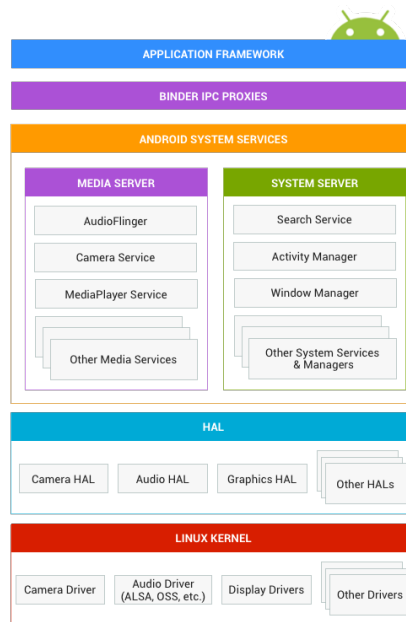 APPLICATION FRAMEWORK
BINDER IPC PROXIES
ANDROID SYSTEM SERVICES
MEDIA SERVER
AudioFlinger
Camera Service
MediaPlayer Service
Other Media Services
SYSTEM SERVER
Search Service
Activity Manager
Window Manager
Other System Services
& Managers
HAL
Camera HAL
Audio HAL
Graphics HAL
Other HALs
LINUX KERNEL
Camera Driver
Audio Driver
(ALSA, OSS, etc.)
Display Drivers
Other Drivers